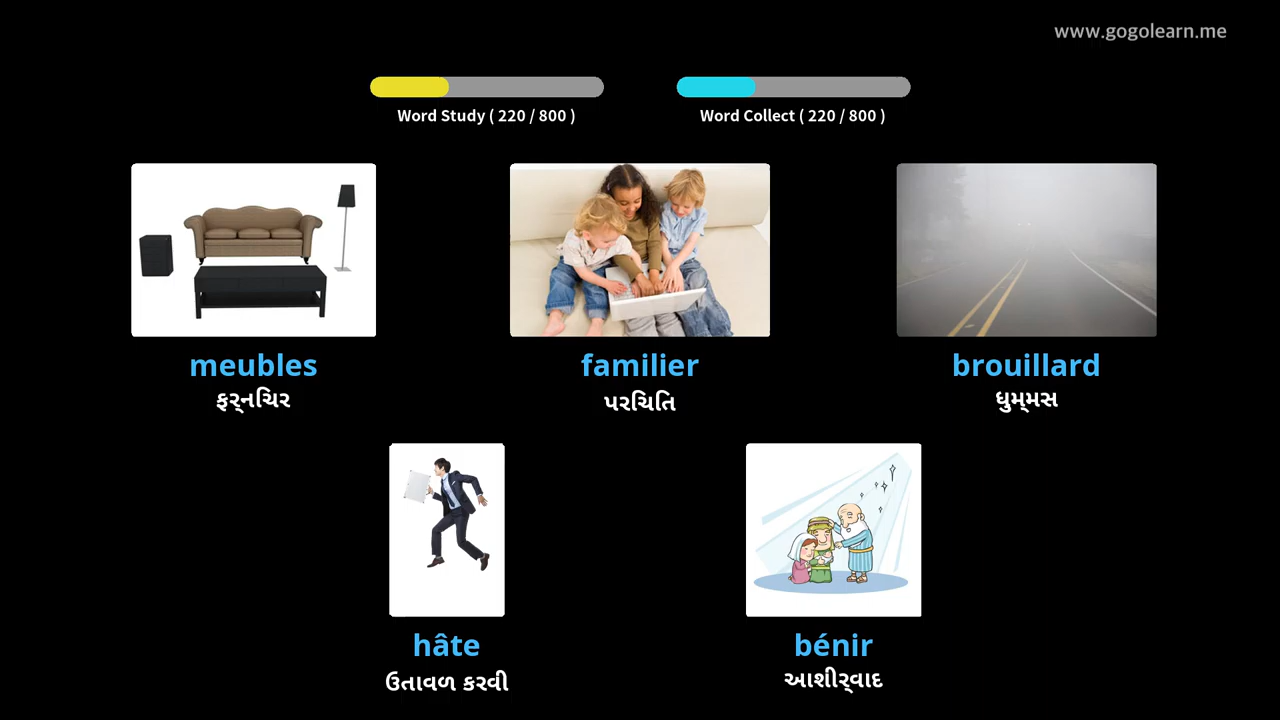 www.gogolearn.me
Word Study ( 220 / 800 )
Word Collect ( 220 / 800 )
meubles
ફર્નિચર
familier
પરિચિત
brouillard
ધુમ્મસ
hâte
ઉતાવળ કરવી
bénir
આશીર્વાદ